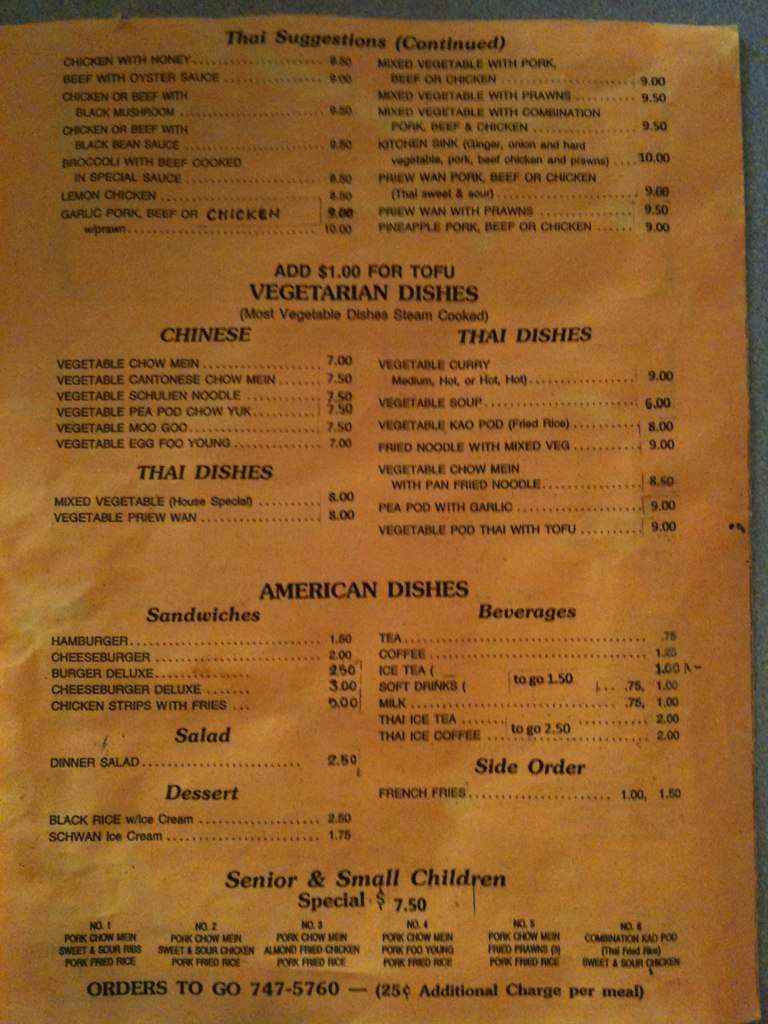 Thai Suggestions (Continued)
CHICKEN WITH HONEY 8.50
BEEF WITH OYSTER SAUCE 9.00
CHICKEN OR BEEF WITH
BLACK MUSHROOM 9.50
CHICKEN OR BEEF WITH
BLACK BEAN SAUCE 9.50
BROCCOLI WITH BEEF COOKED
IN SPECIAL SAUCE 8.50
LEMON CHICKEN 8.50
GARLIC PORK, BEEF OR CHICKEN 9.00
w/prawn 10.00
MIXED VEGETABLE WITH PORK,
BEEF OR CHICKEN 9.00
MIXED VEGETABLE WITH PRAWNS 9.50
MIXED VEGETABLE WITH COMBINATION
PORK, BEEF & CHICKEN 9.50
KITCHEN SINK (Ginger, onion and hard
vegetable, pork, beef chicken and prawns) 10.00
PRIEW WAN PORK, BEEF OR CHICKEN
(Thai sweet & sour) 9.00
PRIEW WAN WITH PRAWNS 9.50
PINEAPPLE PORK, BEEF OR CHICKEN 9.00
ADD $1.00 FOR TOFU
VEGETARIAN DISHES
(Most Vegetable Dishes Steam Cooked)
CHINESE
VEGETABLE CHOW MEIN 7.00
VEGETABLE CANTONESE CHOW MEIN 7.50
VEGETABLE SCHULIEN NOODLE 7.50
VEGETABLE PEA POD CHOW YUK 7.50
VEGETABLE MOO GOO 7.50
VEGETABLE EGG FOO YOUNG 7.00
THAI DISHES
MIXED VEGETABLE (House Special) 8.00
VEGETABLE PRIEW WAN 8.00
THAI DISHES
VEGETABLE CURRY
Medium, Hot, or Hot, Hot) 9.00
VEGETABLE SOUP 6.00
VEGETABLE KAO POD (Fried Rice) 8.00
FRIED NOODLE WITH MIXED VEG 9.00
VEGETABLE CHOW MEIN
WITH PAN FRIED NOODLE 8.50
PEA POD WITH GARLIC 9.00
VEGETABLE POD THAI WITH TOFU 9.00
AMERICAN DISHES
Sandwiches
HAMBURGER 1.50
CHEESEBURGER 2.00
BURGER DELUXE 2.50
CHEESEBURGER DELUXE 3.00
CHICKEN STRIPS WITH FRIES 5.00
Salad
DINNER SALAD 2.50
Dessert
BLACK RICE w/Ice Cream 2.50
SCHWAN Ice Cream 1.75
Beverages
TEA .75
COFFEE 1.25
ICE TEA ( 1.00
to go 1.50
SOFT DRINKS ( .75, 1.00
MILK .75, 1.00
THAI ICE TEA 2.00
to go 2.50
THAI ICE COFFEE 2.00
Side Order
FRENCH FRIES 1.00, 1.50
Senior & Small Children
Special $ 7.50
NO. 1
PORK CHOW MEIN
SWEET & SOUR RIBS
PORK FRIED RICE
NO. 2
PORK CHOW MEIN
SWEET & SOUR CHICKEN
PORK FRIED RICE
NO. 3
PORK CHOW MEIN
ALMOND FRIED CHICKEN
PORK FRIED RICE
NO. 4
PORK CHOW MEIN
PORK FOO YOUNG
PORK FRIED RICE
NO. 5
PORK CHOW MEIN
FRIED PRAWNS (3)
PORK FRIED RICE
NO. 6
COMBINATION KAO POD
(Thai Fried Rice)
SWEET & SOUR CHICKEN
ORDERS TO GO 747-5760 — (25¢ Additional Charge per meal)